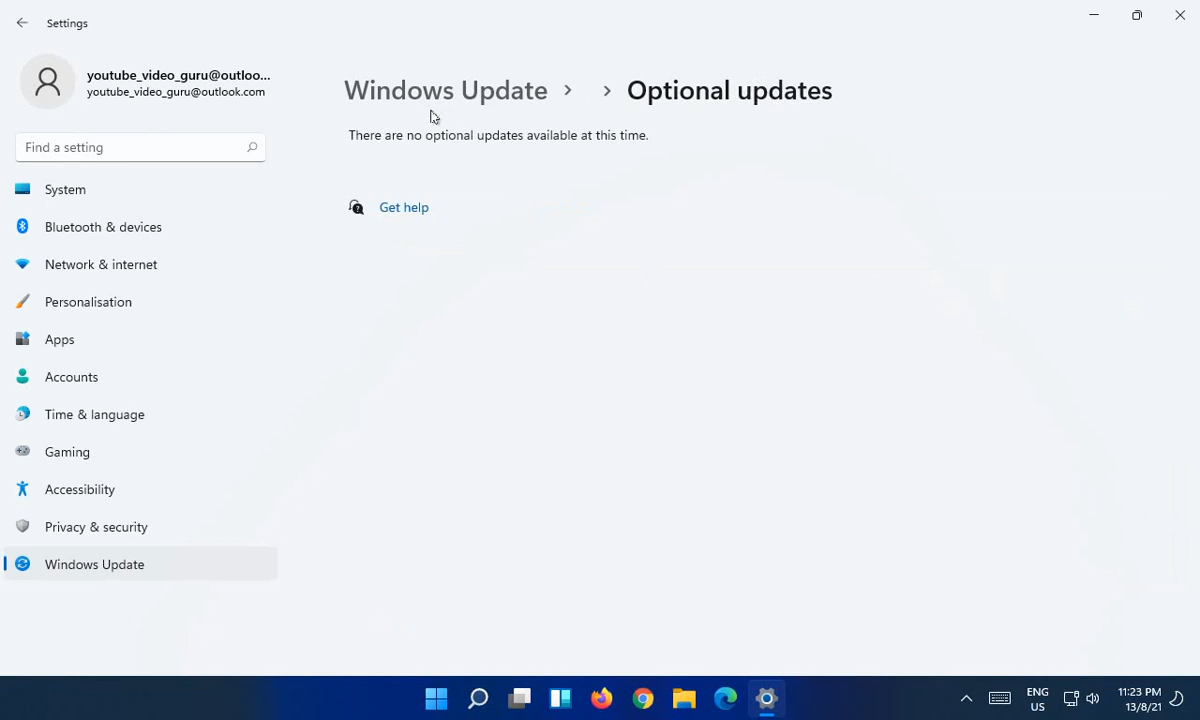 Settings
youtube_video_guru@outloo...
youtube_video_guru@outlook.com
Find a setting
System
Bluetooth & devices
Network & internet
Personalisation
Apps
Accounts
Time & language
Gaming
Accessibility
Privacy & security
Windows Update
Windows Update > > Optional updates
There are no optional updates available at this time.
Get help
ENG
US
11:23 PM
13/8/21